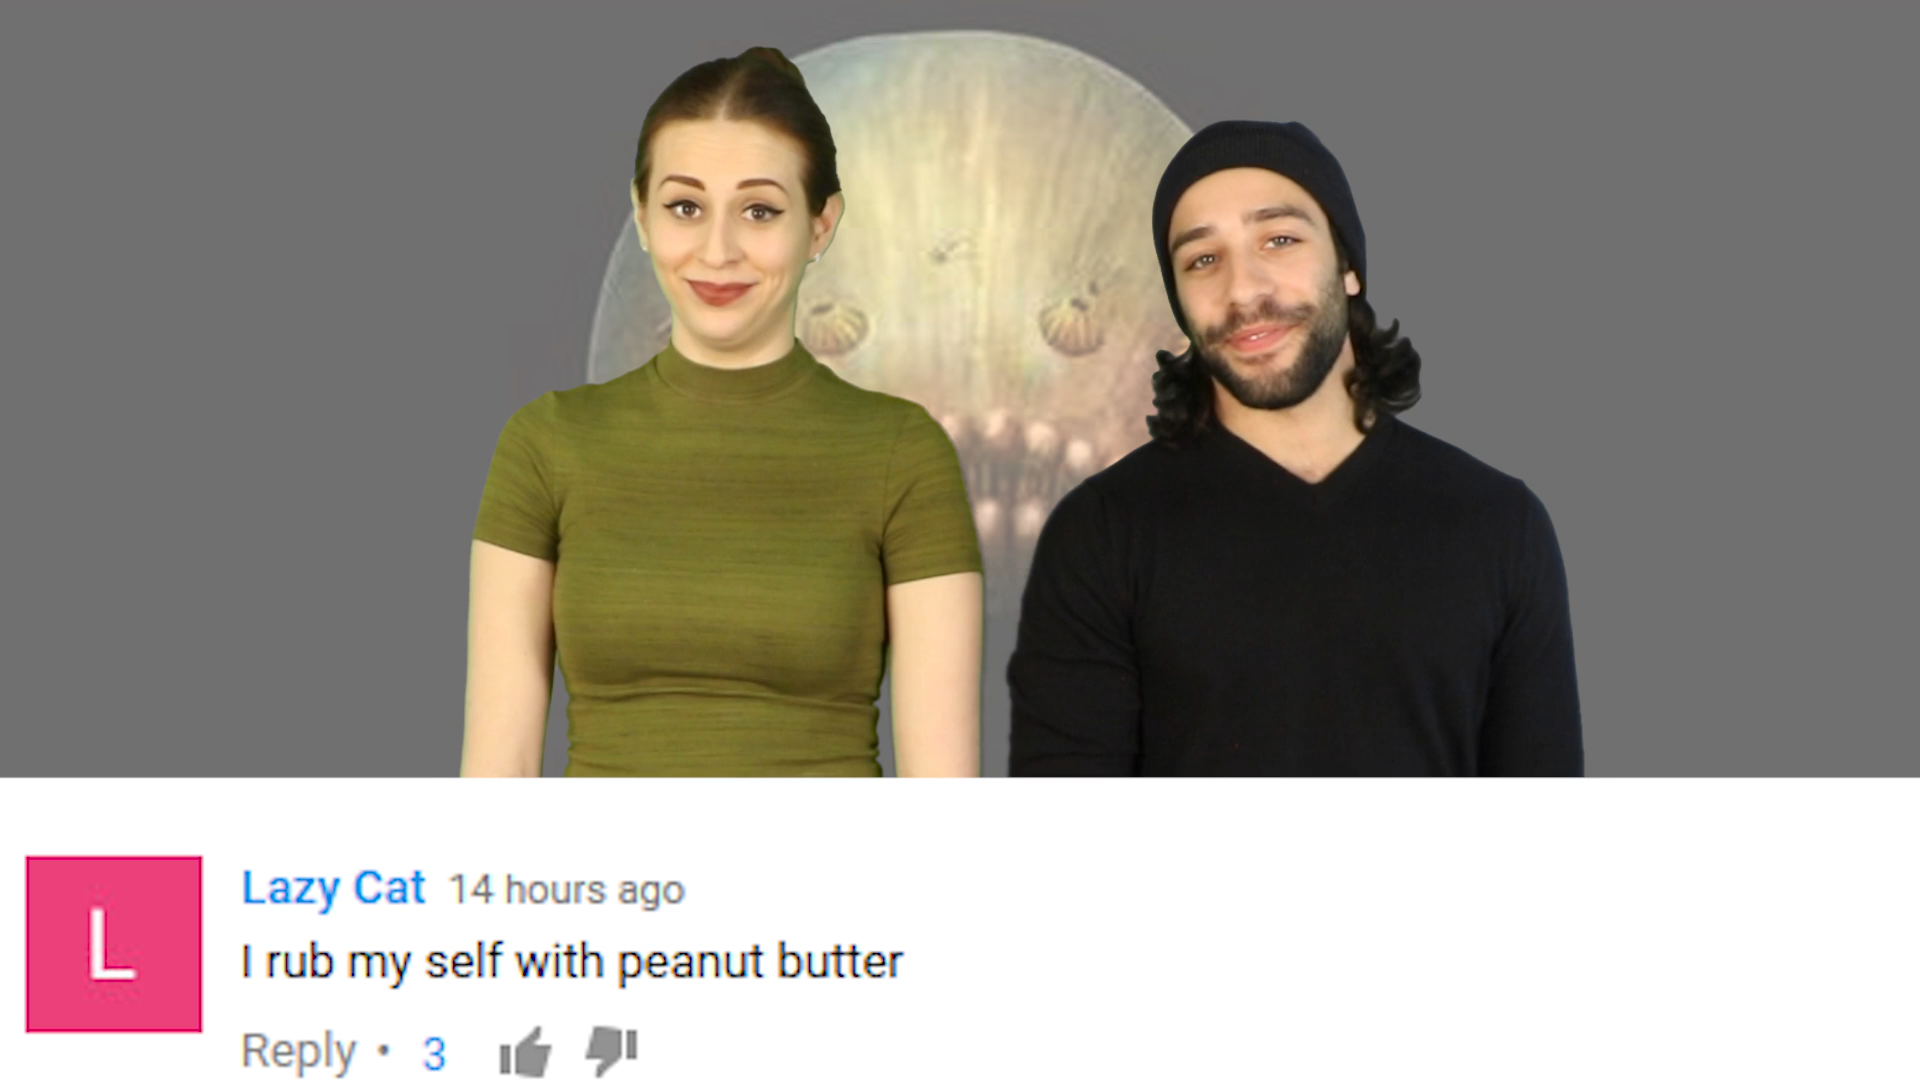 L
Lazy Cat 14 hours ago
I rub my self with peanut butter
Reply • 3